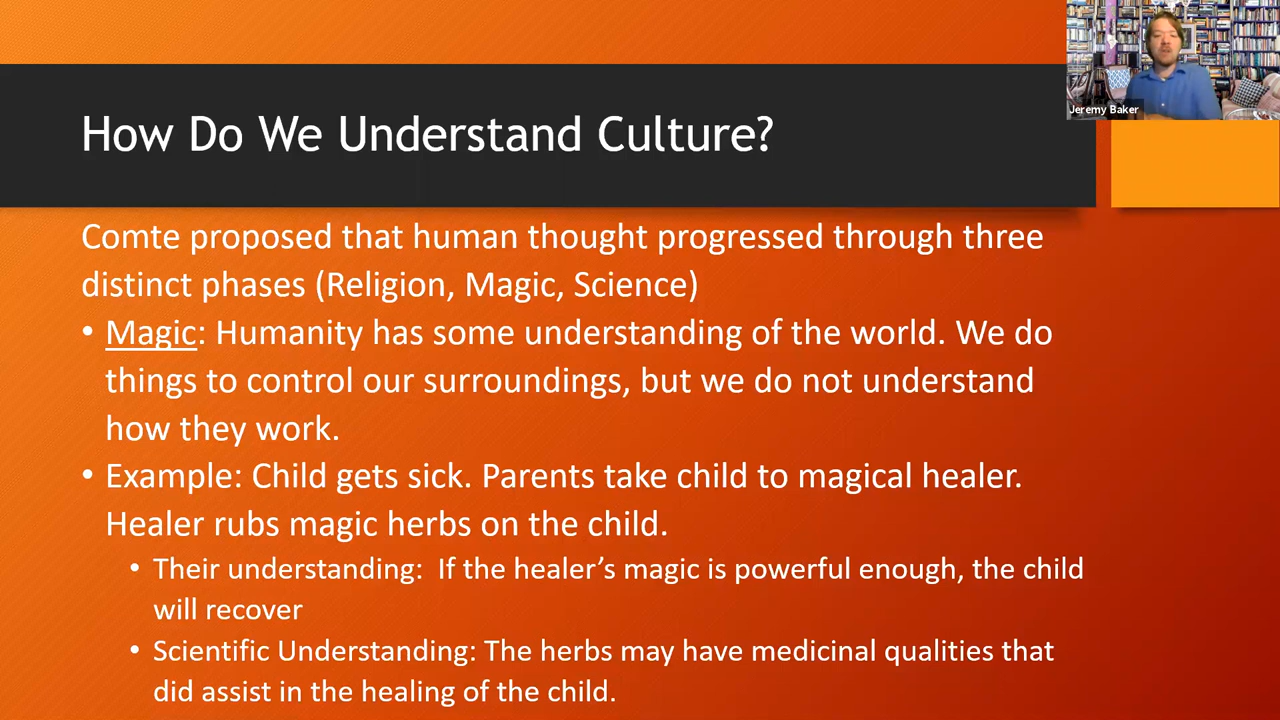 Jeremy Baker
How Do We Understand Culture?
Comte proposed that human thought progressed through three
distinct phases (Religion, Magic, Science)
• Magic: Humanity has some understanding of the world. We do
things to control our surroundings, but we do not understand
how they work.
• Example: Child gets sick. Parents take child to magical healer.
Healer rubs magic herbs on the child.
• Their understanding:  If the healer’s magic is powerful enough, the child
will recover
• Scientific Understanding: The herbs may have medicinal qualities that
did assist in the healing of the child.